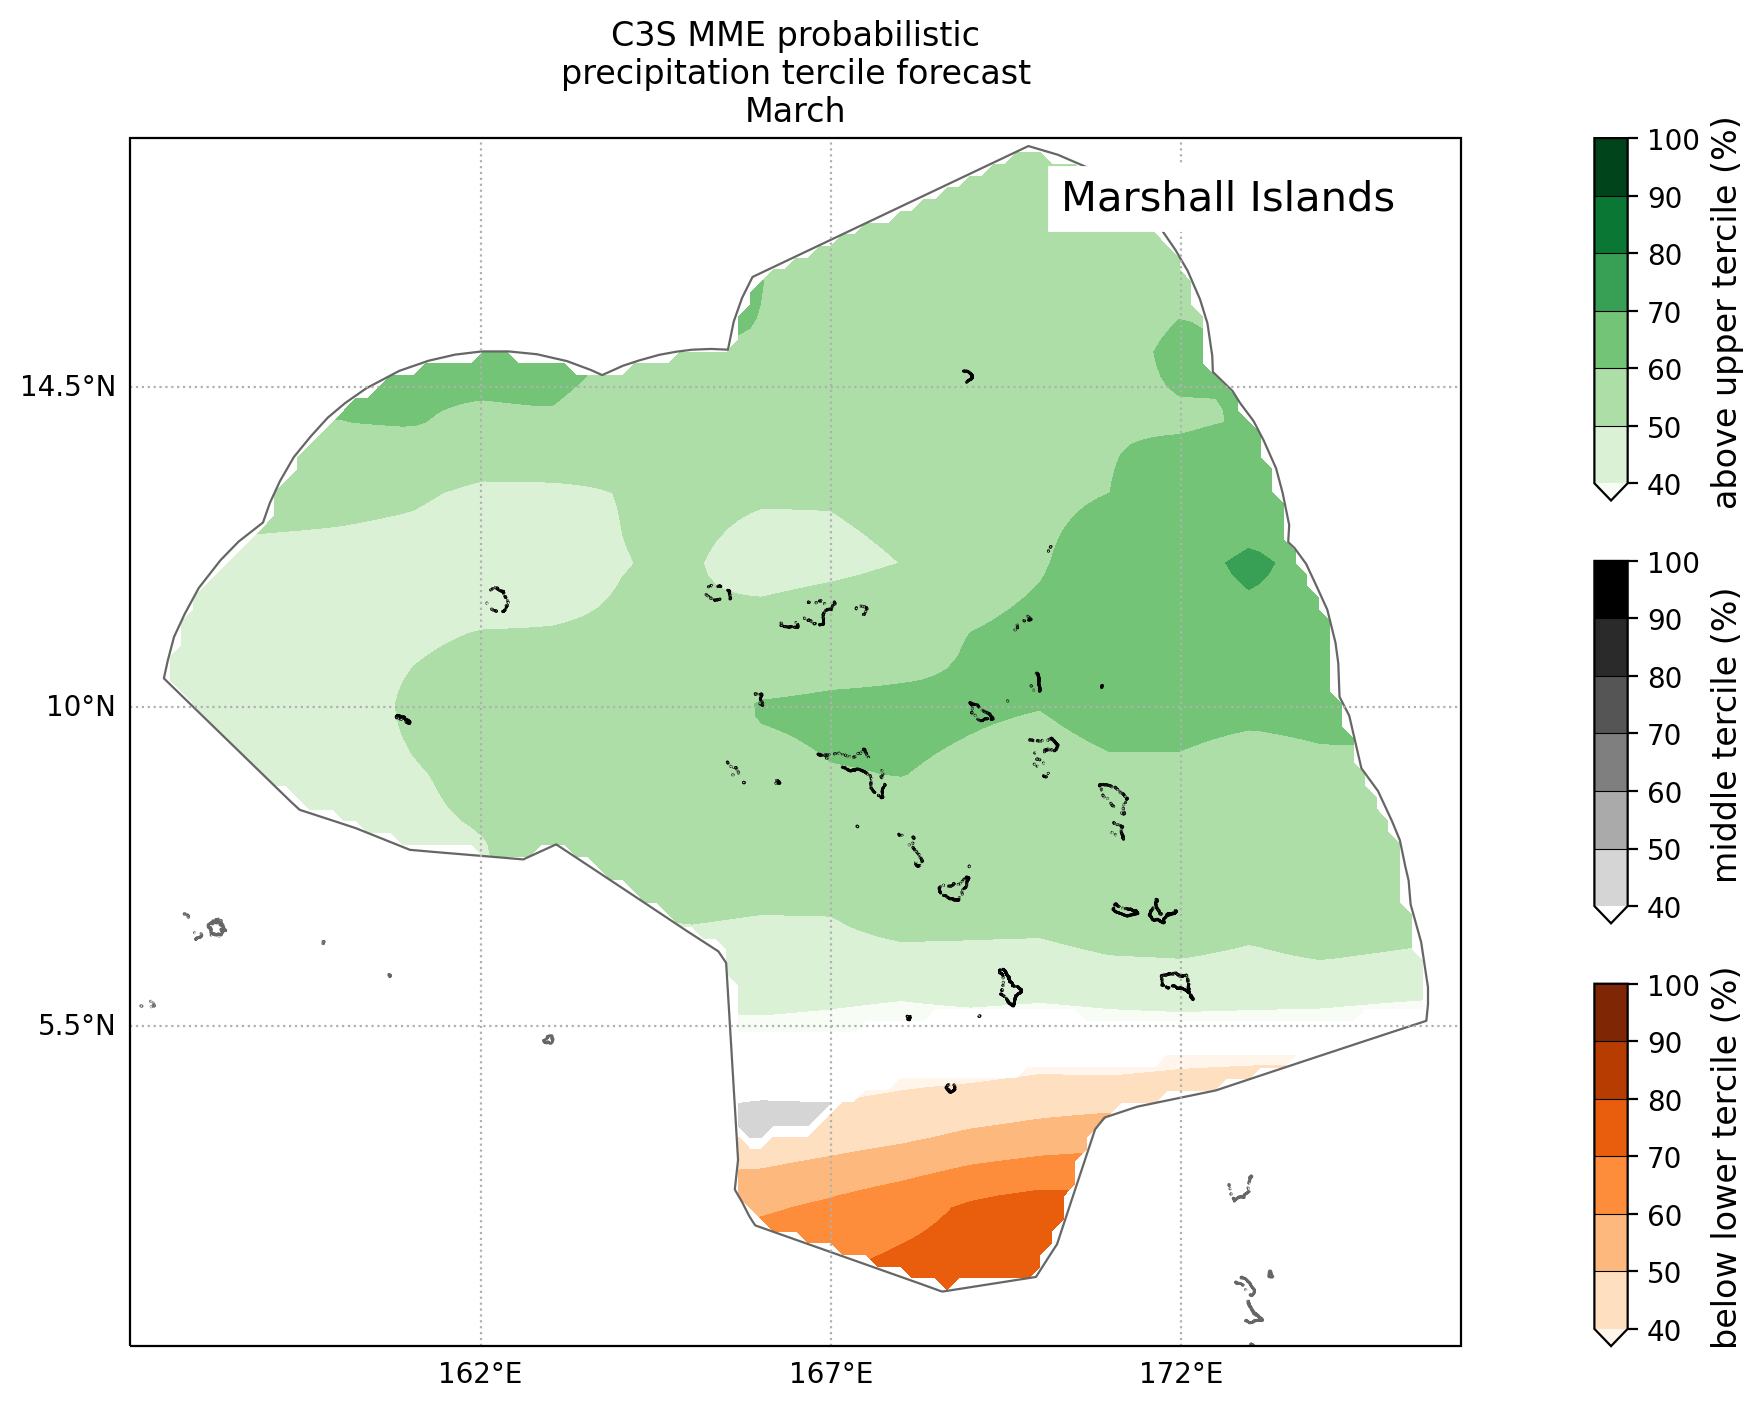 C3S MME probabilistic
precipitation tercile forecast
March
Marshall Islands
14.5°N
10°N
5.5°N
162°E
167°E
172°E
100
90
80
70
60
50
40
above upper tercile (%)
100
90
80
70
60
50
40
middle tercile (%)
100
90
80
70
60
50
40
below lower tercile (%)